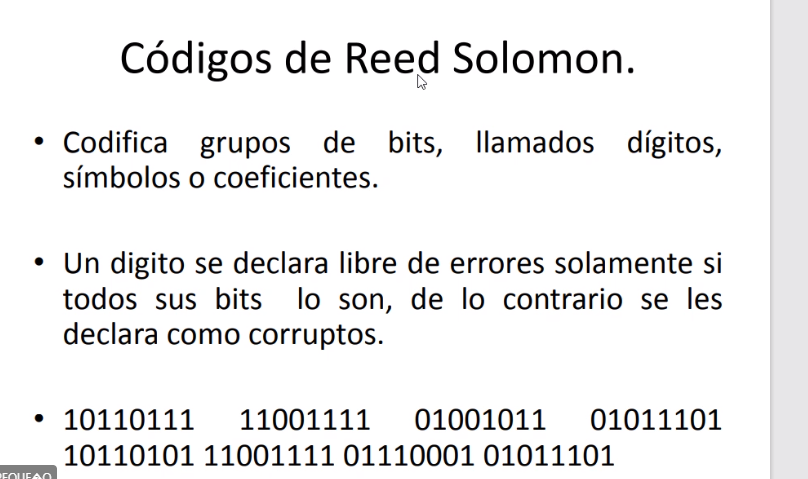 Códigos de Reed Solomon.
• Codifica grupos de bits, llamados dígitos,
símbolos o coeficientes.
• Un digito se declara libre de errores solamente si
todos sus bits lo son, de lo contrario se les
declara como corruptos.
• 10110111 11001111 01001011 01011101
10110101 11001111 01110001 01011101